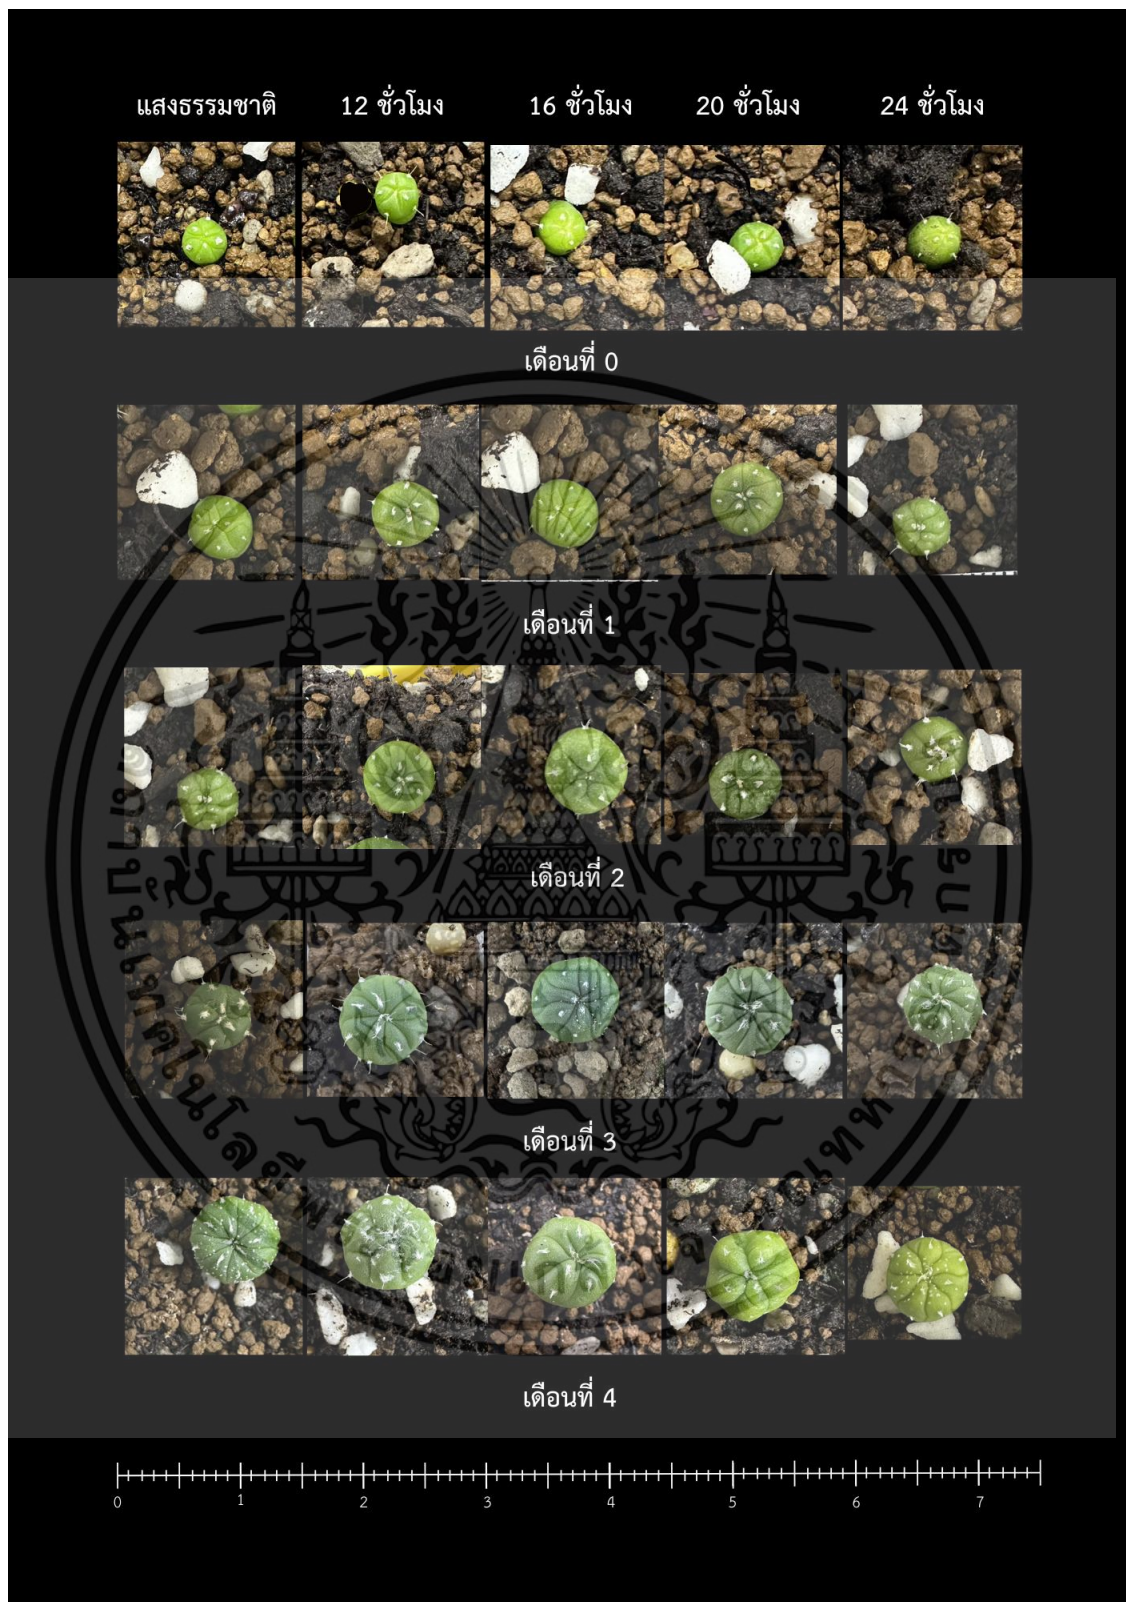 แสงธรรมชาติ 12 ชั่วโมง 16 ชั่วโมง 20 ชั่วโมง 24 ชั่วโมง
เดือนที่ 0
เดือนที่ 1
เดือนที่ 2
เดือนที่ 3
เดือนที่ 4
0 1 2 3 4 5 6 7